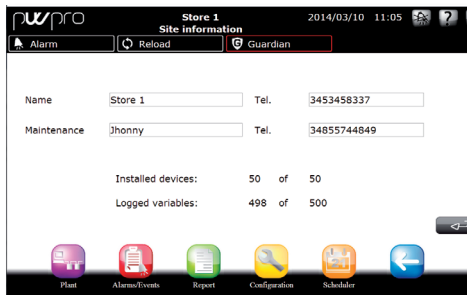 pwpro Store 1 2014/03/10 11:05 ?
Site information
Alarm Reload Guardian
Name Store 1 Tel. 3453458337
Maintenance Jhonny Tel. 34855744849
Installed devices: 50 of 50
Logged variables: 498 of 500
Plant Alarms/Events Report Configuration Scheduler